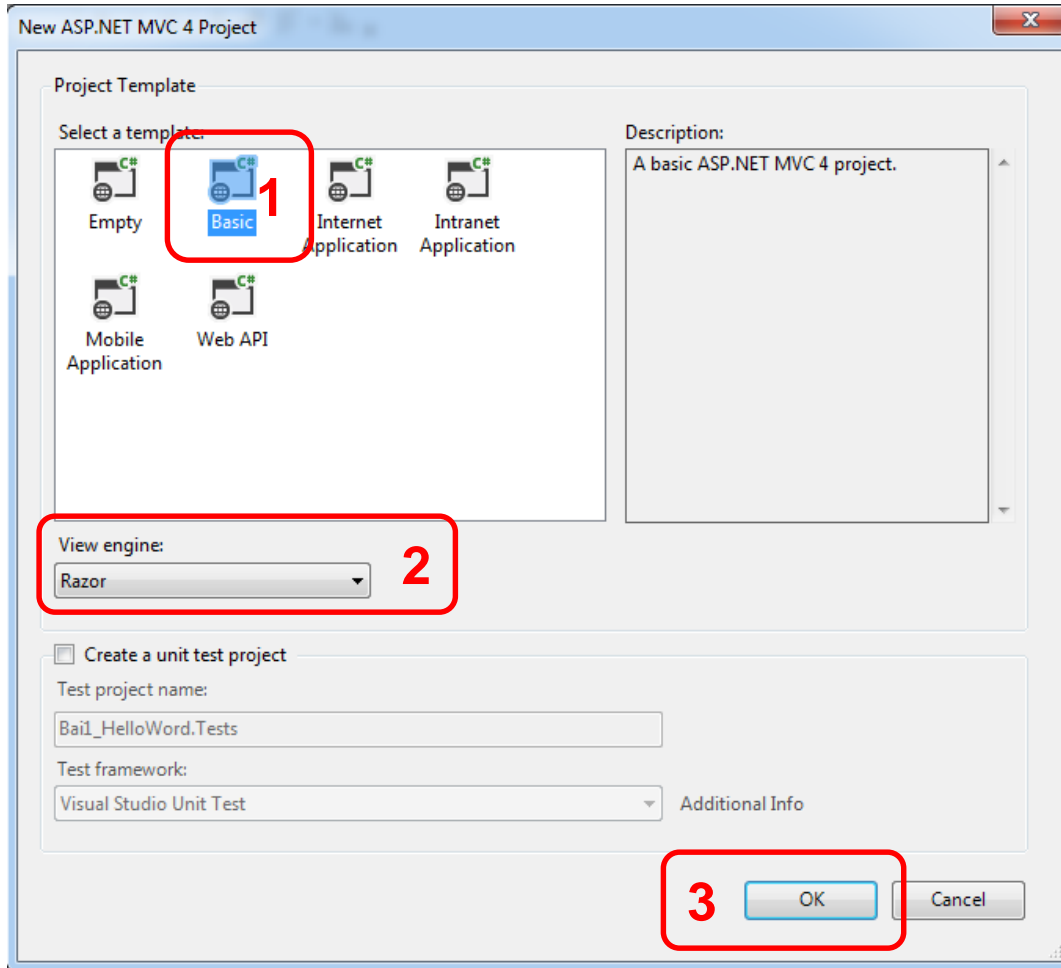 New ASP.NET MVC 4 Project
x
Project Template
Select a template:
Description:
C#
C#
C#
C#
1
Empty
Basic
Internet
Application
Intranet
Application
C#
C#
Mobile
Application
Web API
A basic ASP.NET MVC 4 project.
View engine:
Razor
2
Create a unit test project
Test project name:
Bai1_HelloWord.Tests
Test framework:
Visual Studio Unit Test
Additional Info
3
OK
Cancel